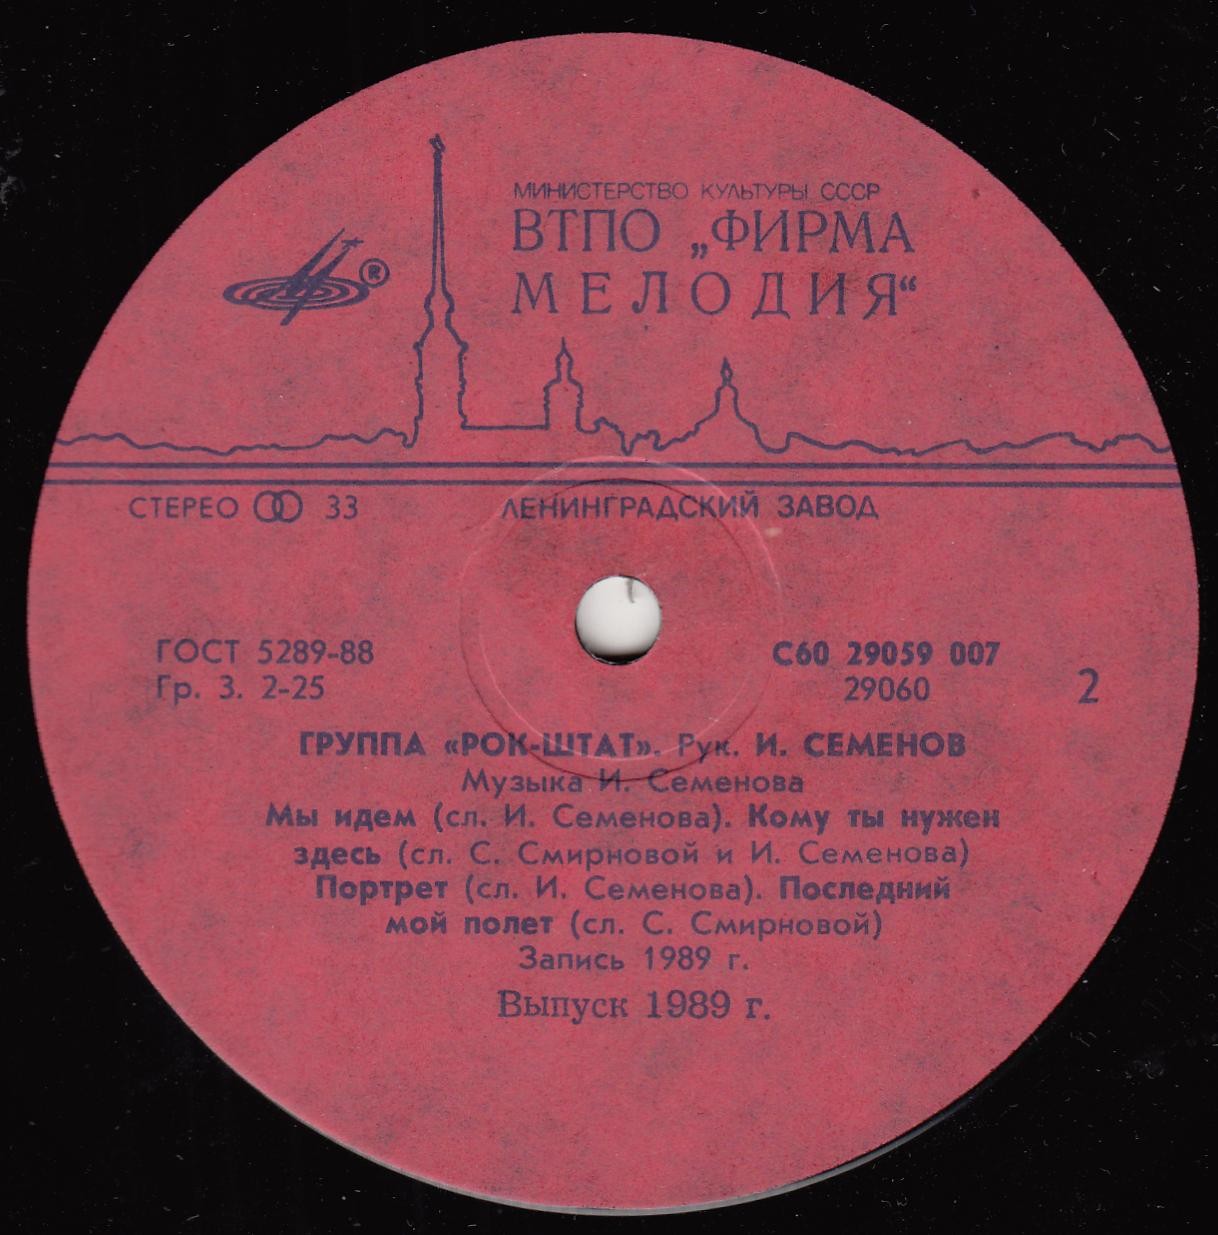 МИНИСТЕРСТВО КУЛЬТУРЫ СССР
ВТПО „ФИРМА
МЕЛОДИЯ“
®
СТЕРЕО 33 ЛЕНИНГРАДСКИЙ ЗАВОД
ГОСТ 5289-88 С60 29059 007
Гр. 3. 2-25 29060 2
ГРУППА «РОК-ШТАТ». Рук. И. СЕМЕНОВ
Музыка И. Семенова
Мы идем (сл. И. Семенова). Кому ты нужен
здесь (сл. С. Смирновой и И. Семенова)
Портрет (сл. И. Семенова). Последний
мой полет (сл. С. Смирновой)
Запись 1989 г.
Выпуск 1989 г.